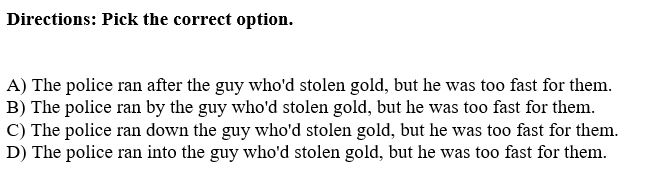 Directions: Pick the correct option.
A) The police ran after the guy who'd stolen gold, but he was too fast for them.
B) The police ran by the guy who'd stolen gold, but he was too fast for them.
C) The police ran down the guy who'd stolen gold, but he was too fast for them.
D) The police ran into the guy who'd stolen gold, but he was too fast for them.